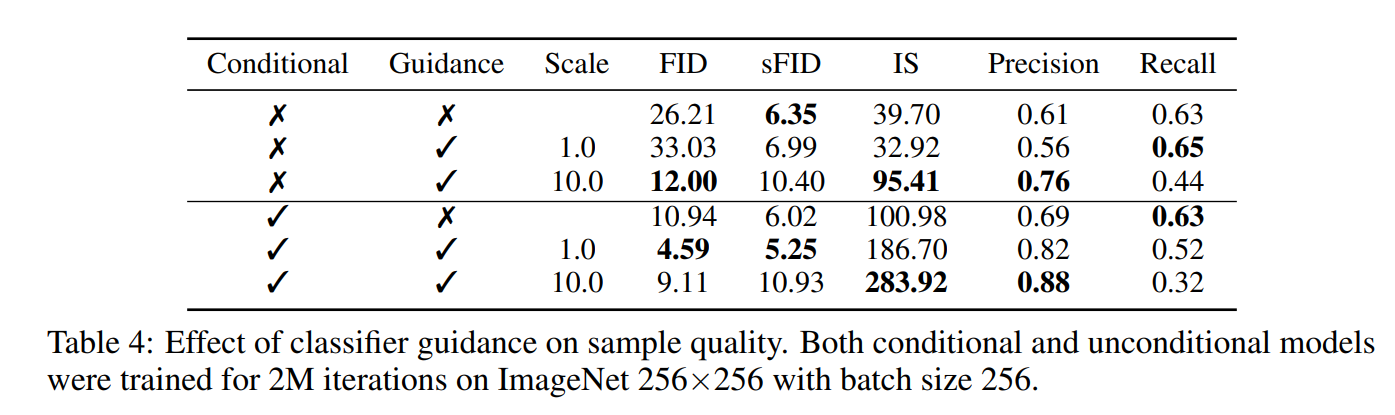 Conditional Guidance Scale FID sFID IS Precision Recall
✗ ✗ 26.21 6.35 39.70 0.61 0.63
✗ ✓ 1.0 33.03 6.99 32.92 0.56 0.65
✗ ✓ 10.0 12.00 10.40 95.41 0.76 0.44
✓ ✗ 10.94 6.02 100.98 0.69 0.63
✓ ✓ 1.0 4.59 5.25 186.70 0.82 0.52
✓ ✓ 10.0 9.11 10.93 283.92 0.88 0.32
Table 4: Effect of classifier guidance on sample quality. Both conditional and unconditional models
were trained for 2M iterations on ImageNet 256×256 with batch size 256.